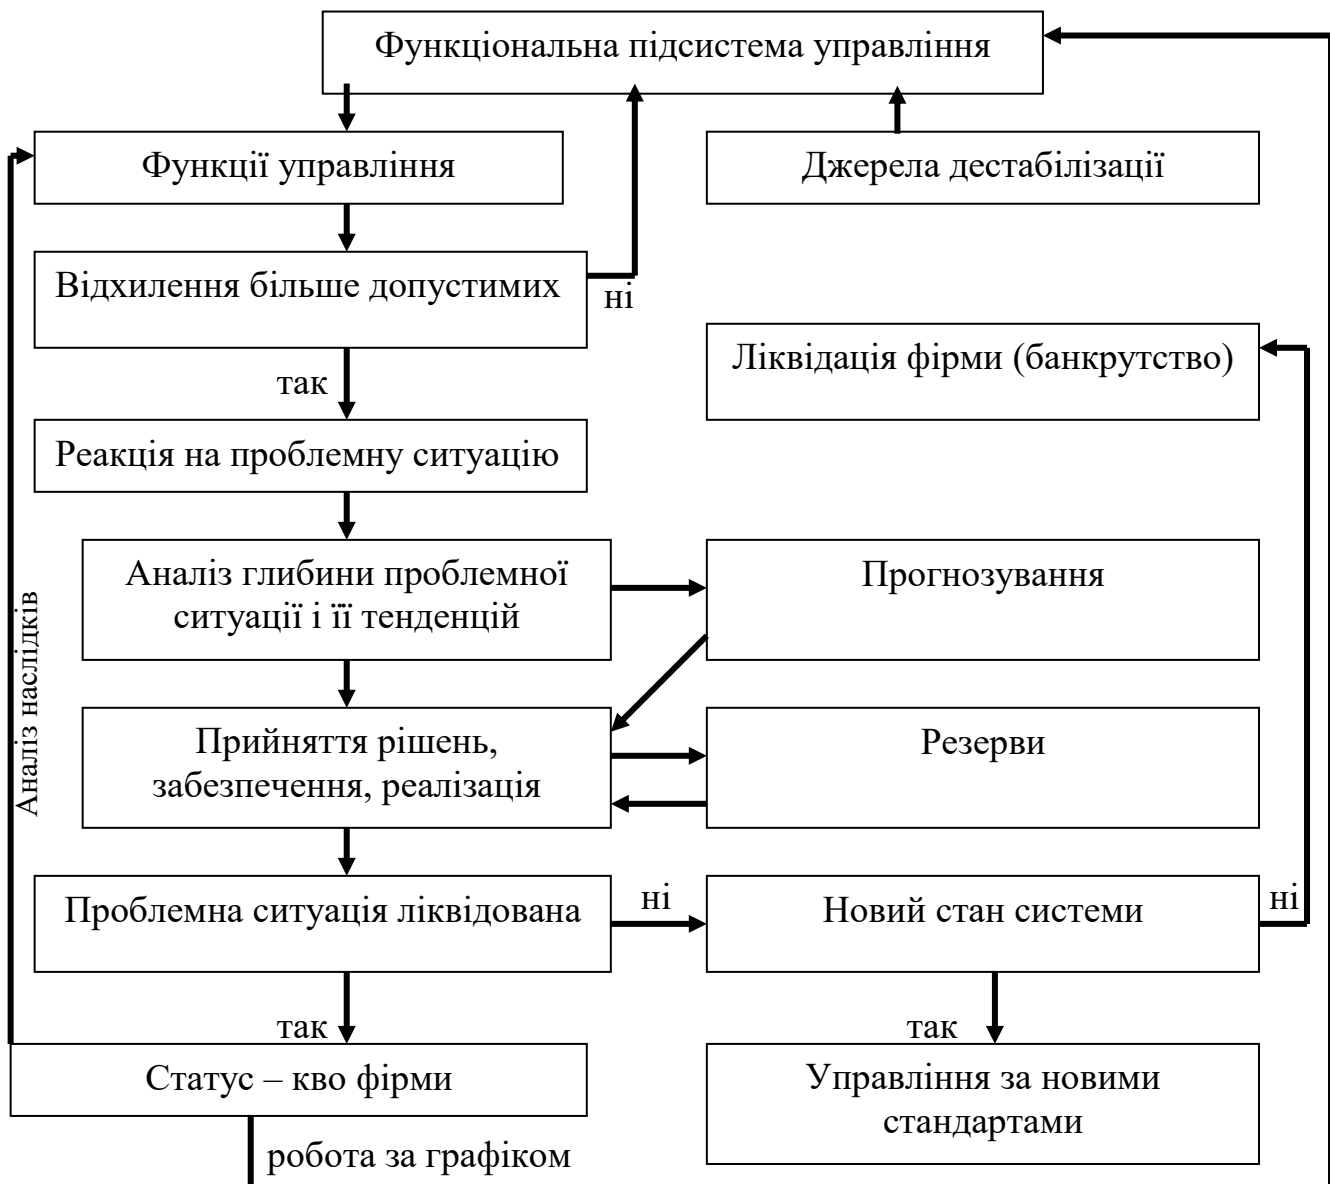 Функціональна підсистема управління
Функції управління
Джерела дестабілізації
Відхилення більше допустимих
ні
Ліквідація фірми (банкрутство)
так
Реакція на проблемну ситуацію
Аналіз глибини проблемної
ситуації і її тенденцій
Прогнозування
Аналіз наслідків
Прийняття рішень,
забезпечення, реалізація
Резерви
Проблемна ситуація ліквідована
ні
Новий стан системи
ні
так
так
Статус – кво фірми
Управління за новими
стандартами
робота за графіком